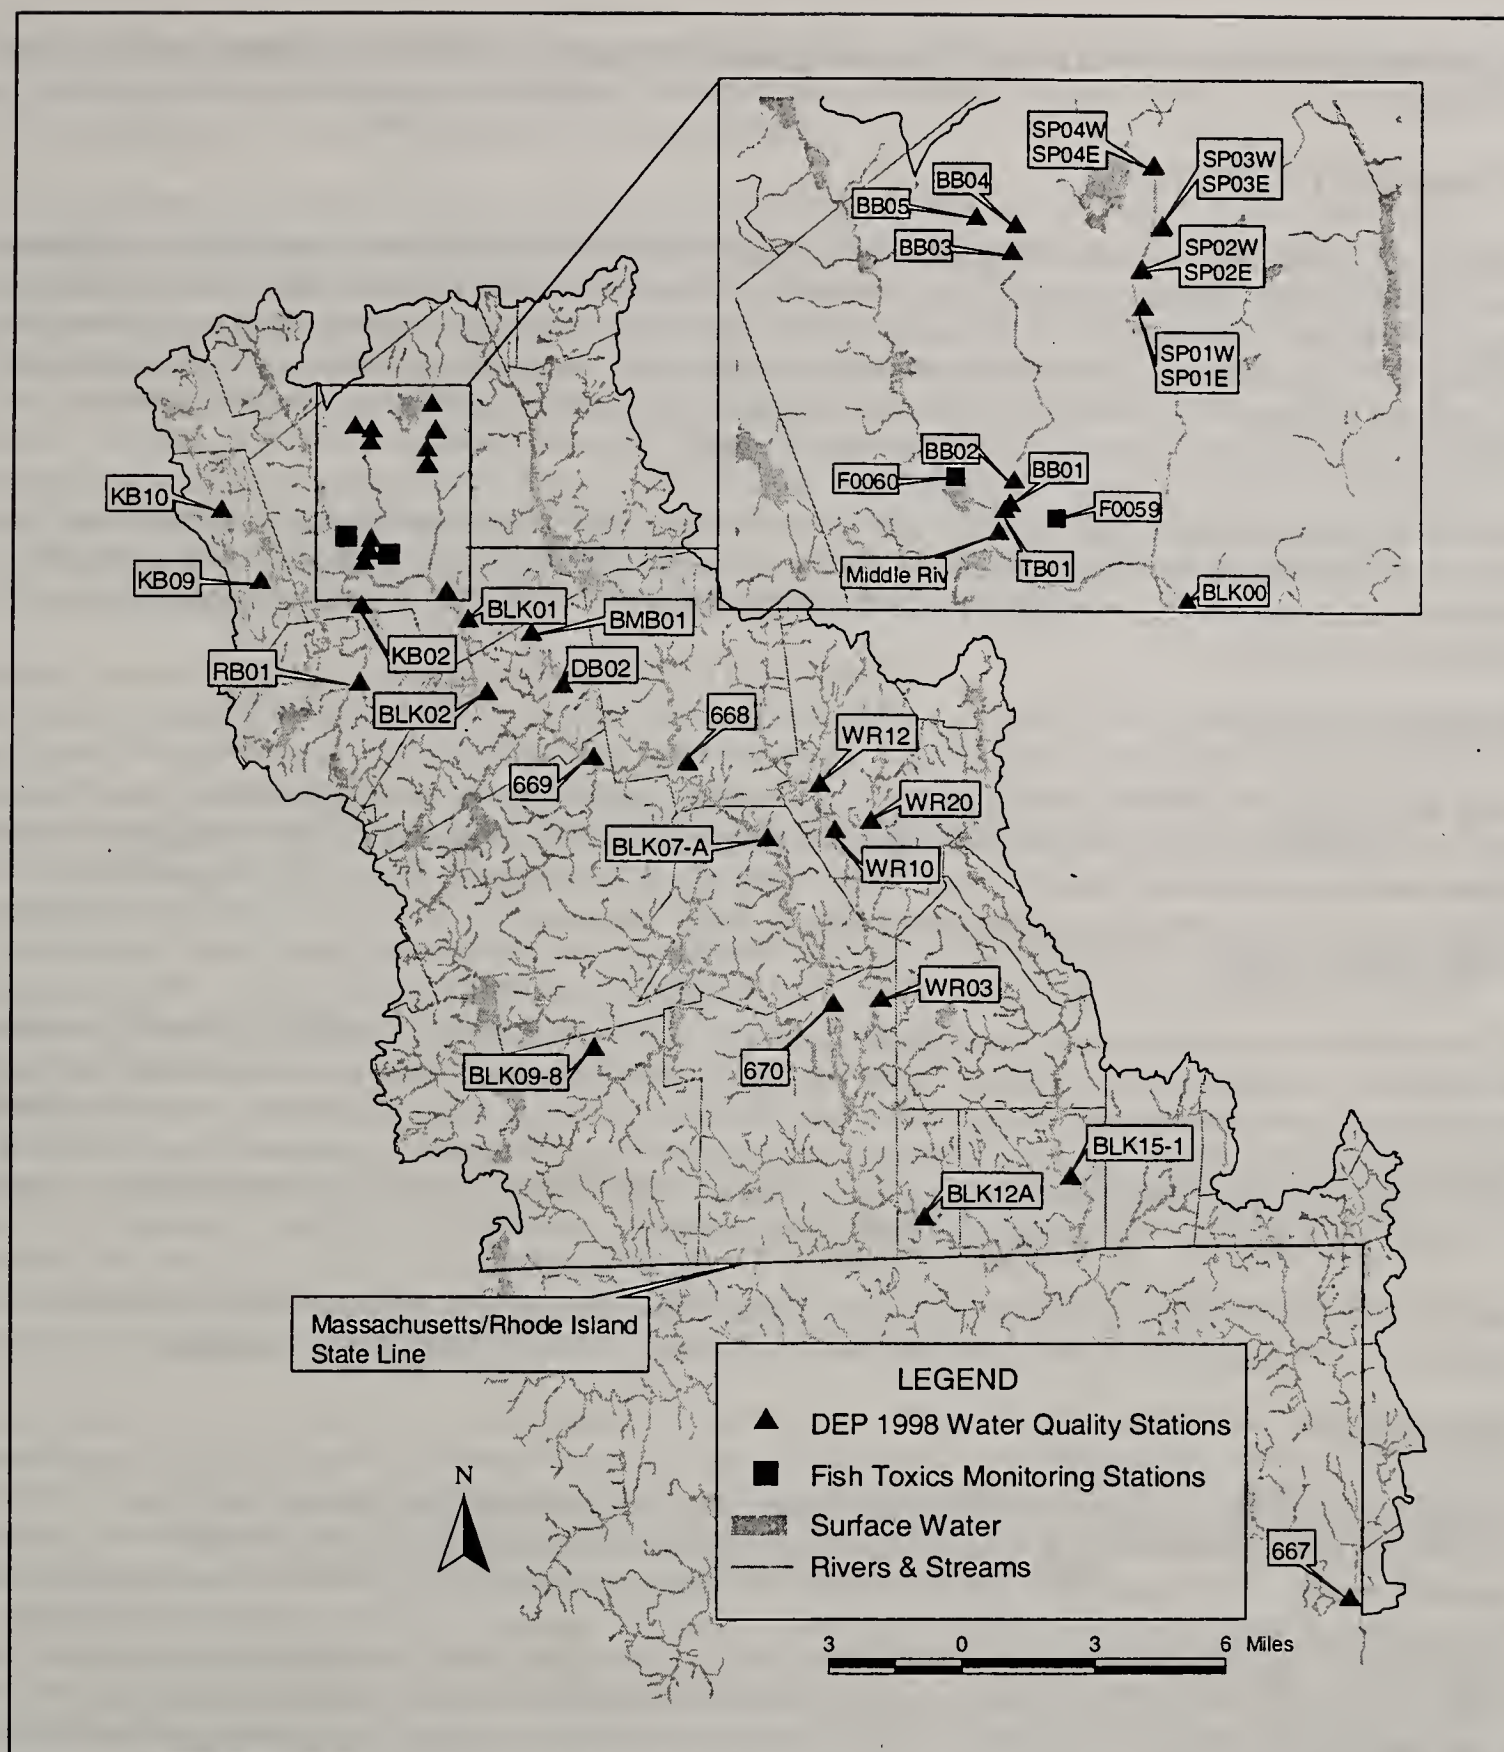 SP04W
SP04E
SP03W
SP03E
BB04
BB05
BB03
SP02W
SP02E
SP01W
SP01E
BB02
BB01
F0060
F0059
Middle Riv
TB01
BLK00
KB10
KB09
BLK01
BMB01
KB02
RB01
DB02
BLK02
668
WR12
669
WR20
BLK07-A
WR10
WR03
670
BLK09-8
BLK15-1
BLK12A
Massachusetts/Rhode Island
State Line
LEGEND
DEP 1998 Water Quality Stations
Fish Toxics Monitoring Stations
Surface Water
Rivers & Streams
N
667
3 0 3 6 Miles